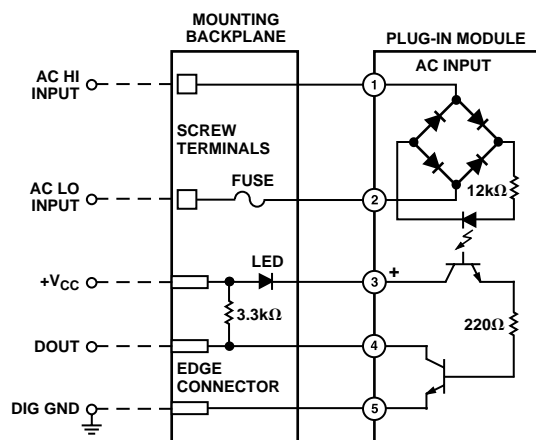 MOUNTING
BACKPLANE
PLUG-IN MODULE
AC INPUT
AC HI
INPUT
1
SCREW
TERMINALS
FUSE
AC LO
INPUT
2
12kΩ
LED
+VCC
3
+
3.3kΩ
220Ω
DOUT
4
EDGE
CONNECTOR
DIG GND
5